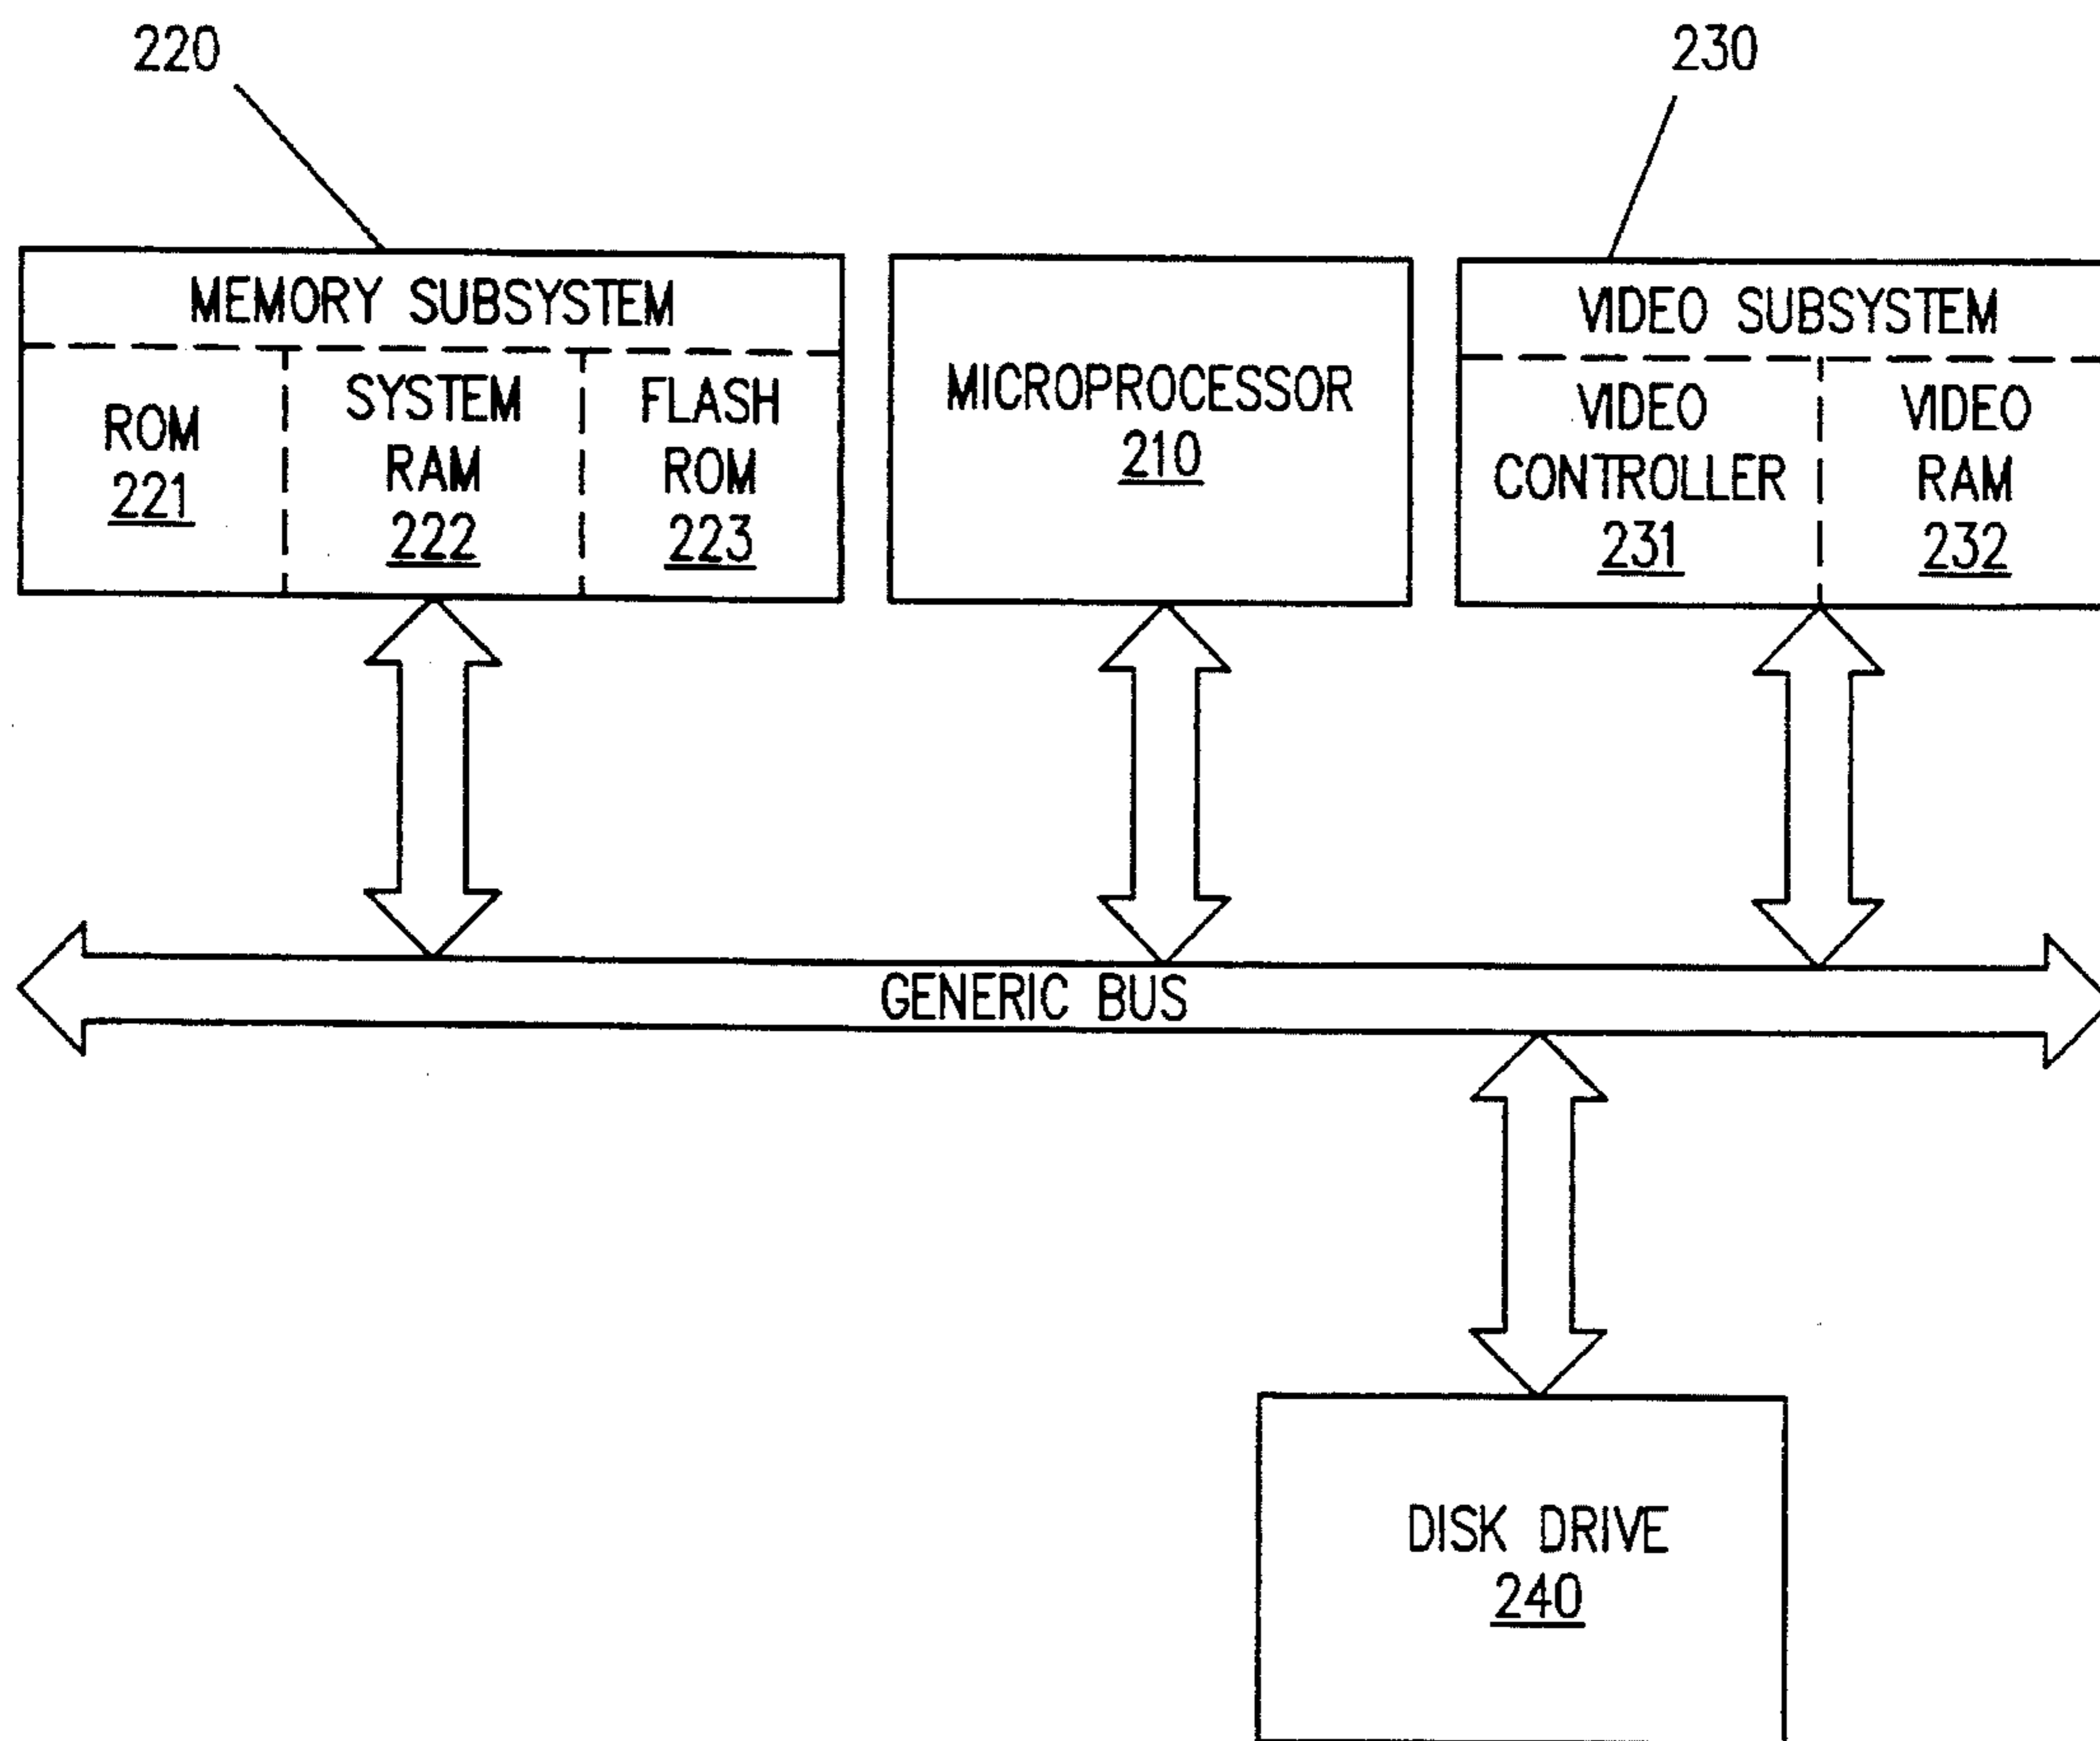 220
230
MEMORY SUBSYSTEM
ROM
221
SYSTEM
RAM
222
FLASH
ROM
223
MICROPROCESSOR
210
VIDEO SUBSYSTEM
VIDEO
CONTROLLER
231
VIDEO
RAM
232
GENERIC BUS
DISK DRIVE
240